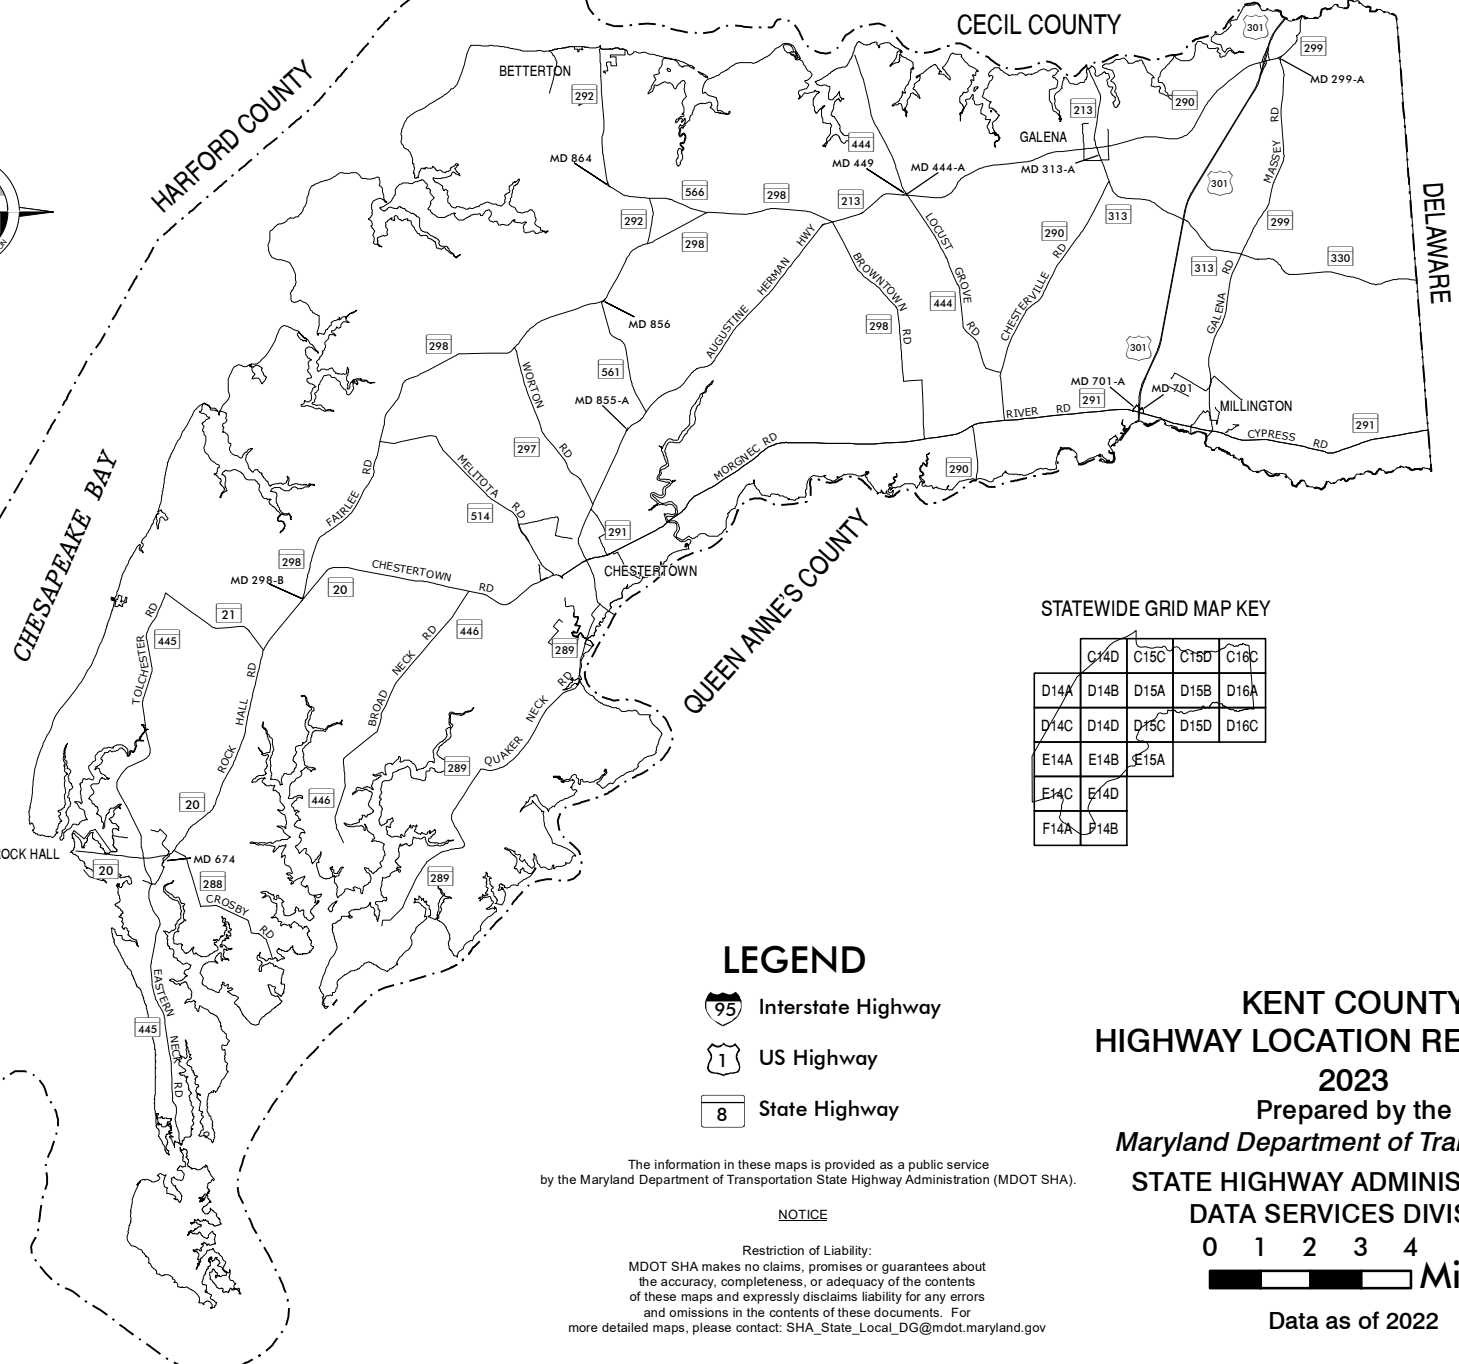 CECIL COUNTY
301
299
MD 299-A
BETTERTON
292
290
213
HARFORD COUNTY
GALENA
MASSEY RD
444
MD 864
MD 449
MD 444-A
MD 313-A
566
298
213
301
292
298
313
299
290
DELAWARE
AUGUSTINE HERMAN HWY
BROWNTOWN RD
LOCUST GROVE RD
CHESTERVILLE RD
313
330
GALENA RD
444
MD 856
298
298
301
561
WORTON RD
MD 855-A
MD 701-A
MD 701
291
RIVER RD
MILLINGTON
CYPRESS RD
291
297
MELITOTA RD
MORGNEC RD
290
FAIRLEE RD
CHESAPEAKE BAY
514
291
298
MD 298-B
CHESTERTOWN RD
20
CHESTERTOWN
QUEEN ANNE'S COUNTY
21
445
446
289
TOLCHESTER RD
ROCK HALL RD
BROAD NECK RD
QUAKER NECK RD
289
446
20
OCK HALL
20
MD 674
288
CROSBY RD
289
EASTERN NECK RD
445
STATEWIDE GRID MAP KEY
C14D C15C C15D C16C
D14A D14B D15A D15B D16A
D14C D14D D15C D15D D16C
E14A E14B E15A
E14C E14D
F14A F14B
LEGEND
95 Interstate Highway
1 US Highway
8 State Highway
The information in these maps is provided as a public service
by the Maryland Department of Transportation State Highway Administration (MDOT SHA).
NOTICE
Restriction of Liability:
MDOT SHA makes no claims, promises or guarantees about
the accuracy, completeness, or adequacy of the contents
of these maps and expressly disclaims liability for any errors
and omissions in the contents of these documents. For
more detailed maps, please contact: SHA_State_Local_DG@mdot.maryland.gov
KENT COUNTY
HIGHWAY LOCATION RE
2023
Prepared by the
Maryland Department of Tra
STATE HIGHWAY ADMINIS
DATA SERVICES DIVIS
0 1 2 3 4
Mi
Data as of 2022